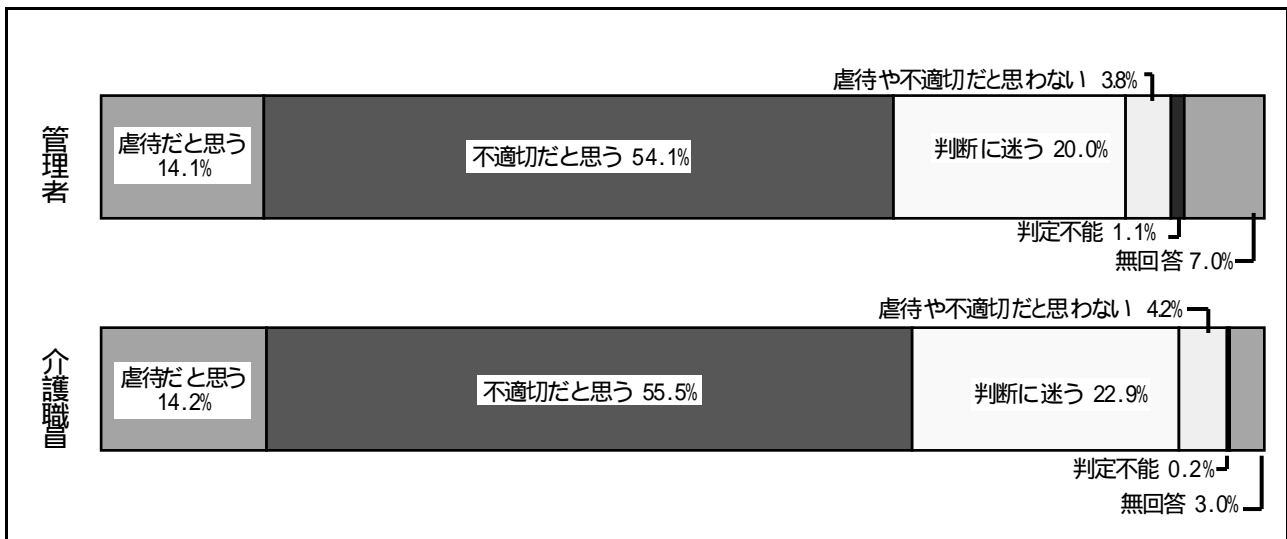 虐待や不適切だと思わない 3.8%
管理者
虐待だと思う
14.1%
不適切だと思う 54.1%
判断に迷う 20.0%
判定不能 1.1%
無回答 7.0%
虐待や不適切だと思わない 4.2%
介護職員
虐待だと思う
14.2%
不適切だと思う 55.5%
判断に迷う 22.9%
判定不能 0.2%
無回答 3.0%